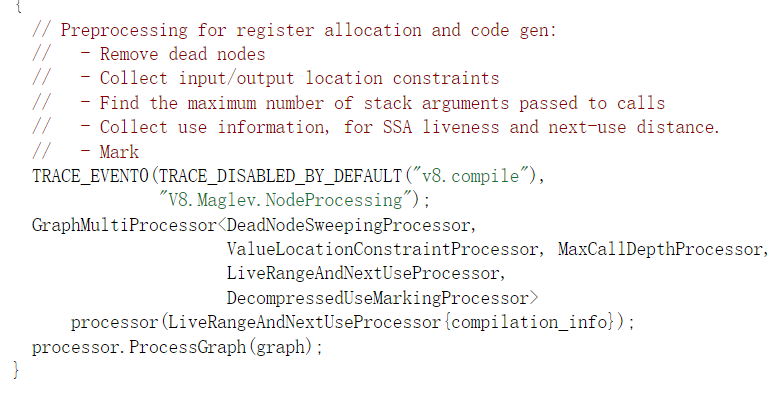 {
  // Preprocessing for register allocation and code gen:
  //   - Remove dead nodes
  //   - Collect input/output location constraints
  //   - Find the maximum number of stack arguments passed to calls
  //   - Collect use information, for SSA liveness and next-use distance.
  //   - Mark
  TRACE_EVENT0(TRACE_DISABLED_BY_DEFAULT("v8.compile"),
               "V8.Maglev.NodeProcessing");
  GraphMultiProcessor<DeadNodeSweepingProcessor,
                      ValueLocationConstraintProcessor, MaxCallDepthProcessor,
                      LiveRangeAndNextUseProcessor,
                      DecompressedUseMarkingProcessor>
      processor(LiveRangeAndNextUseProcessor{compilation_info});
  processor.ProcessGraph(graph);
}